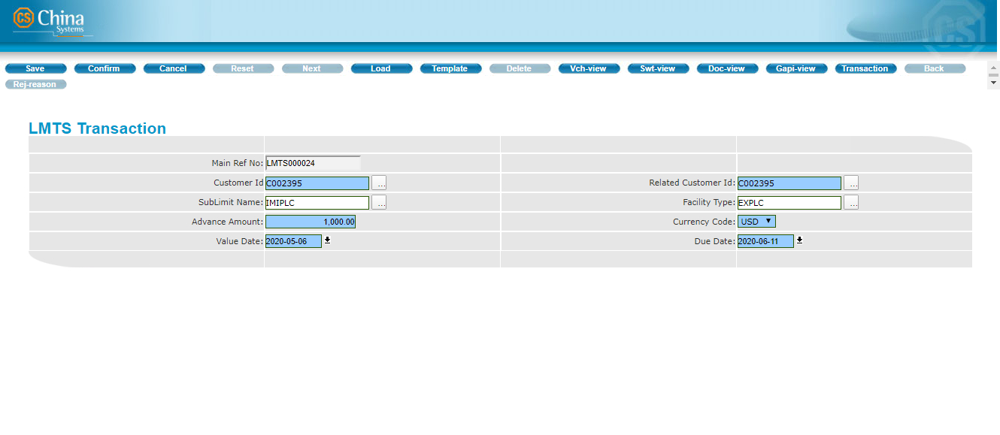 CS China
Systems
CS
Save Confirm Cancel Reset Next Load Template Delete Vch-view Swt-view Doc-view Gapi-view Transaction Back
Rej-reason
LMTS Transaction
Main Ref No: LMTS000024
Customer Id C002395 ... Related Customer Id: C002395 ...
SubLimit Name: IMIPLC ... Facility Type: EXPLC ...
Advance Amount: 1,000.00 Currency Code: USD
Value Date: 2020-05-06 Due Date: 2020-06-11